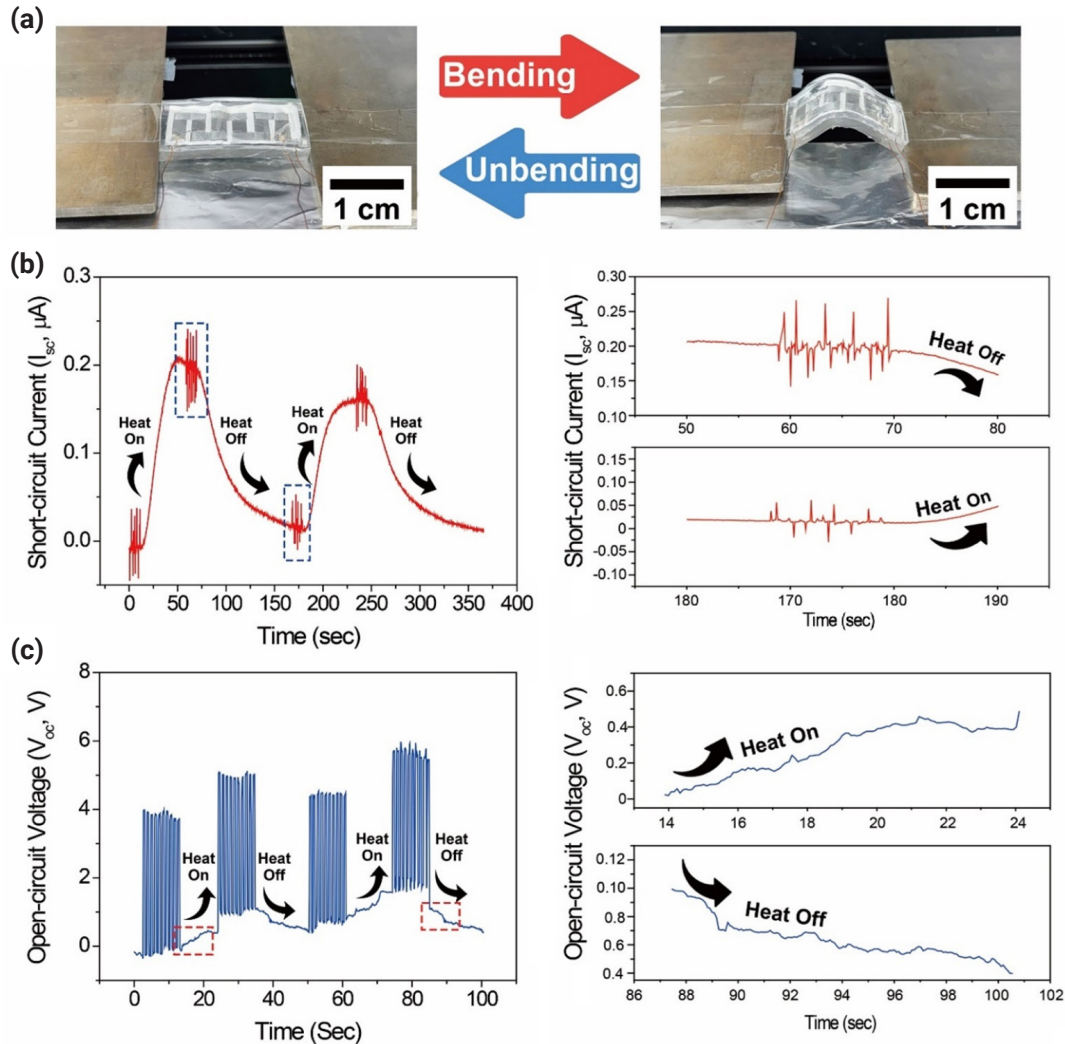 (a)
Bending
Unbending
1 cm
1 cm
(b)
Short-circuit Current (Isc, μA)
0.3
0.2
0.1
0.0
Heat
On
Heat
Off
Heat
On
Heat
Off
0 50 100 150 200 250 300 350 400
Time (sec)
Short-circuit Current (Isc, μA)
0.30
0.25
0.20
0.15
0.10
Heat Off
50 60 70 80 90
0.15
0.10
0.05
0
-0.05
-0.10
Heat On
180 170 180 190
Time (sec)
(c)
Open-circuit Voltage (Voc, V)
8
6
4
2
0
Heat
On
Heat
Off
Heat
On
Heat
Off
0 20 40 60 80 100
Time (Sec)
Open-circuit Voltage (Voc, V)
0.6
0.4
0.2
0
Heat On
14 16 18 20 22 24
0.12
0.10
0.08
0.06
0.4
Heat Off
86 88 90 92 94 96 98 100 102
Time (sec)